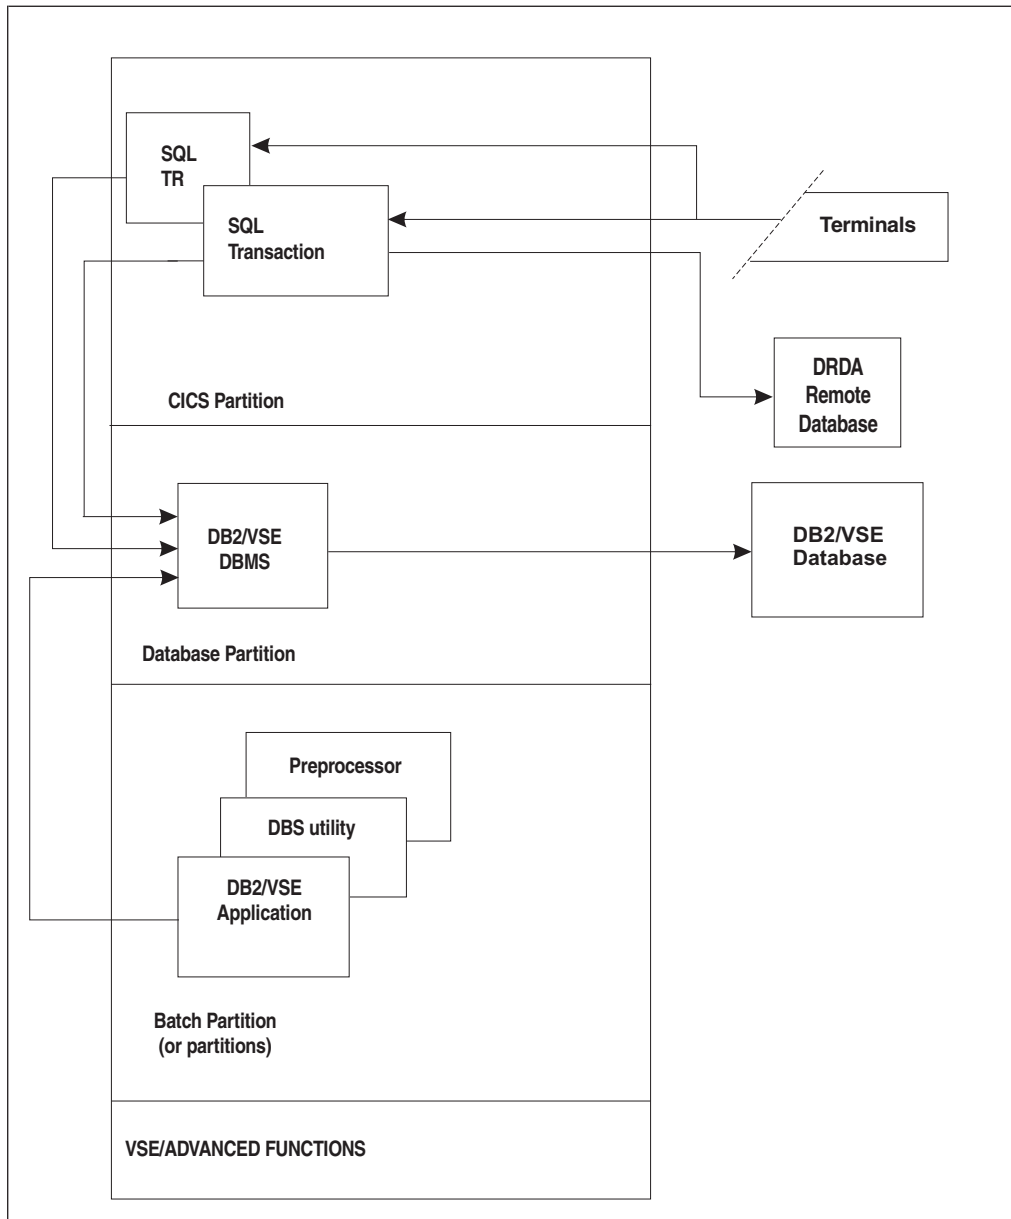 SQL
TR
SQL
Transaction
Terminals
DRDA
Remote
Database
CICS Partition
DB2/VSE
DBMS
DB2/VSE
Database
Database Partition
Preprocessor
DBS utility
DB2/VSE
Application
Batch Partition
(or partitions)
VSE/ADVANCED FUNCTIONS